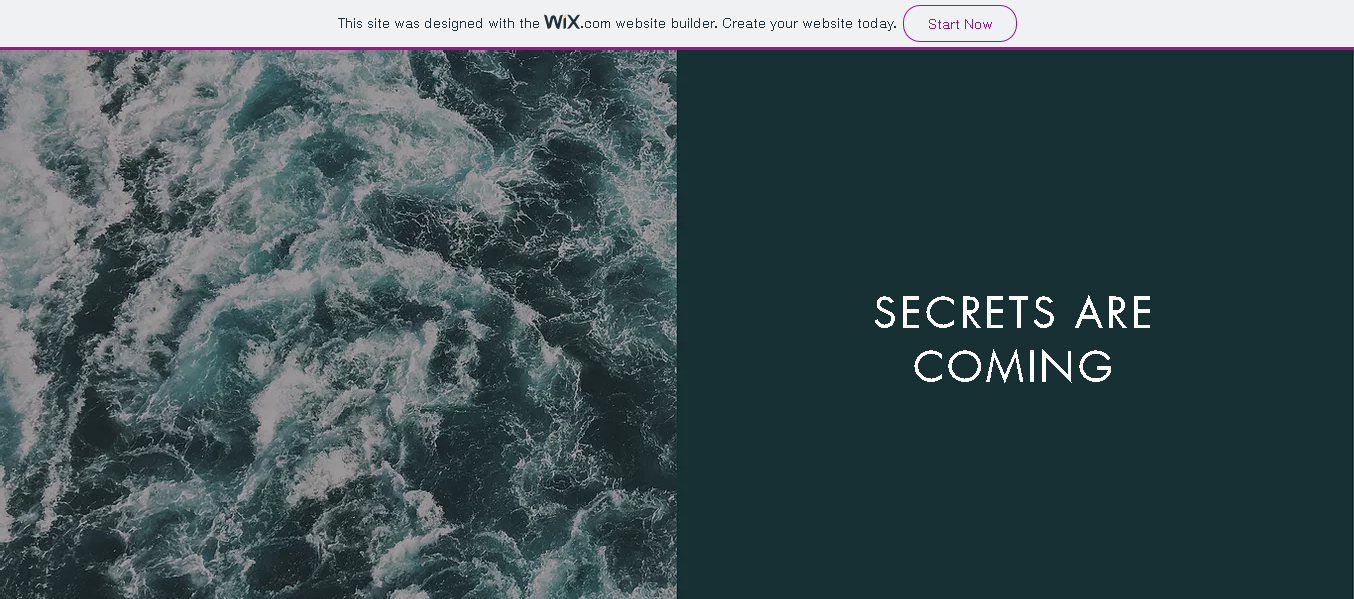 This site was designed with the WiX.com website builder. Create your website today. Start Now
SECRETS ARE
COMING